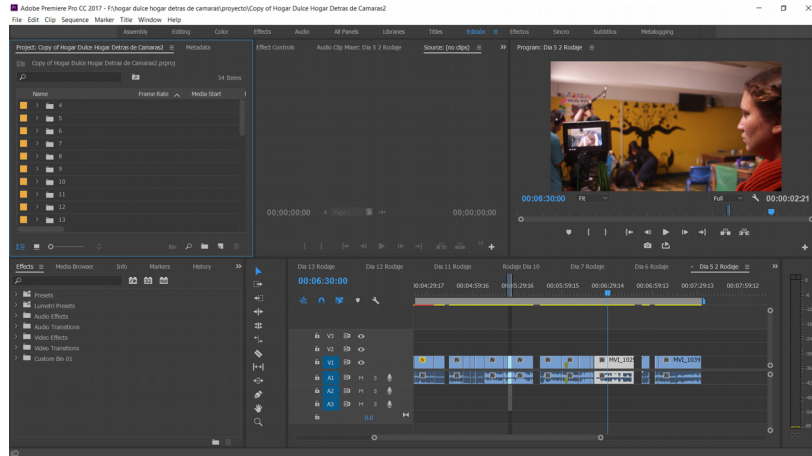 Adobe Premiere Pro CC 2017 - F:\hogar dulce hogar detras de camaras\proyecto\Copy of Hogar Dulce Hogar Detras de Camaras2
File Edit Clip Sequence Marker Title Window Help
Assembly Editing Color Effects Audio All Panels Libraries Titles Edición Efectos Sincro Subtitlos Metalogging
Project: Copy of Hogar Dulce Hogar Detras de Camaras2 Metadata
Effect Controls Audio Clip Mixer: Dia 5 2 Rodaje Source: (no clips)
Program: Dia 5 2 Rodaje
Copy of Hogar Dulce Hogar Detras de Camaras2.prproj
34 Items
Name Frame Rate Media Start
4
5
6
7
8
9
10
11
12
13
00;00;00;00 Page 1 00;00;00;00
00:06:30:00 Fit Full 00:00:02:21
Effects Media Browser Info Markers History
Presets
Lumetri Presets
Audio Effects
Audio Transitions
Video Effects
Video Transitions
Custom Bin 01
Dia 13 Rodaje Dia 12 Rodaje Dia 11 Rodaje Rodaje Dia 10 Dia 7 Rodaje Dia 6 Rodaje × Dia 5 2 Rodaje
00:06:30:00
00:04:29:17 00:04:59:16 00:05:29:16 00:05:59:15 00:06:29:14 00:06:59:13 00:07:29:13 00:07:59:12
V3
V2
V1 MVI_1025 MVI_1039
A1 M S
A2 M S
A3 M S
0,0